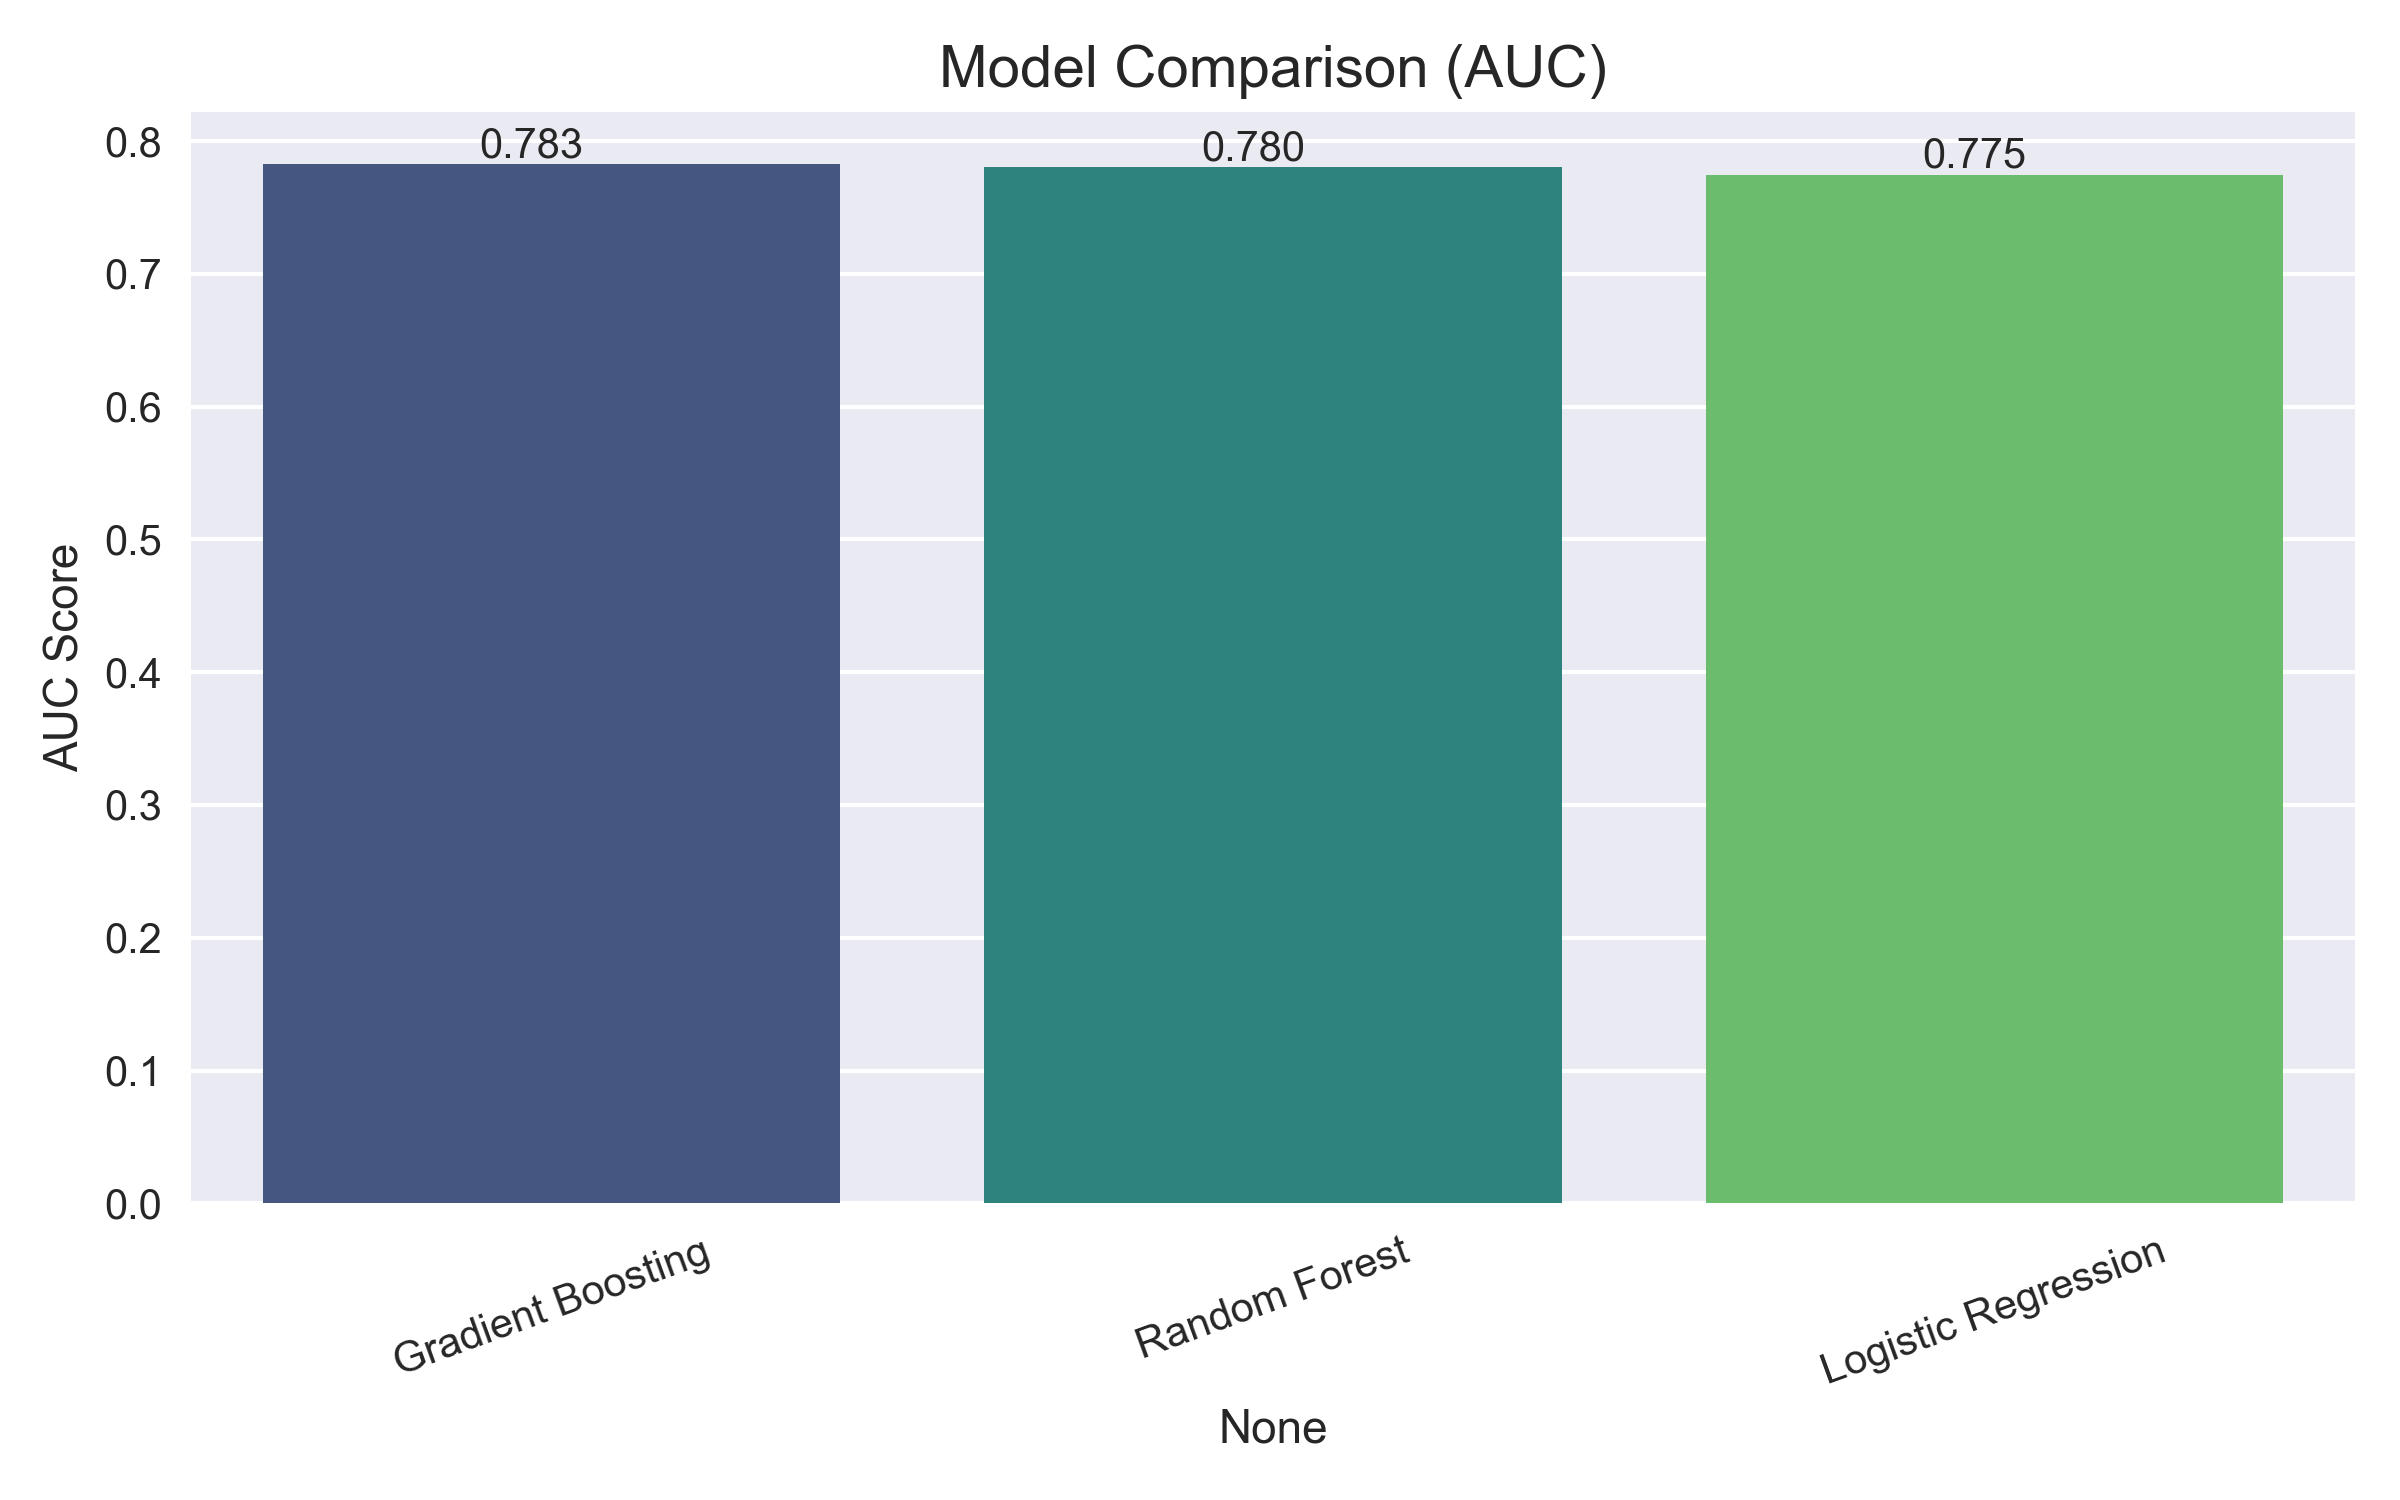 Model Comparison (AUC)
0.783
0.780
0.775
0.8
0.7
0.6
0.5
0.4
0.3
0.2
0.1
0.0
AUC Score
Gradient Boosting
Random Forest
Logistic Regression
None